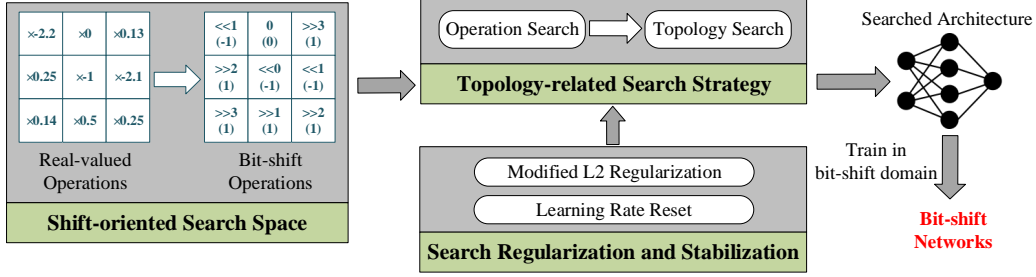 ×-2.2 ×0 ×0.13
×0.25 ×-1 ×-2.1
×0.14 ×0.5 ×0.25
Real-valued
Operations
<<1 0 >>3
(-1) (0) (1)
>>2 <<0 <<1
(1) (-1) (-1)
>>3 >>1 >>2
(1) (1) (1)
Bit-shift
Operations
Shift-oriented Search Space
Operation Search
Topology Search
Topology-related Search Strategy
Modified L2 Regularization
Learning Rate Reset
Search Regularization and Stabilization
Searched Architecture
Train in
bit-shift domain
Bit-shift
Networks